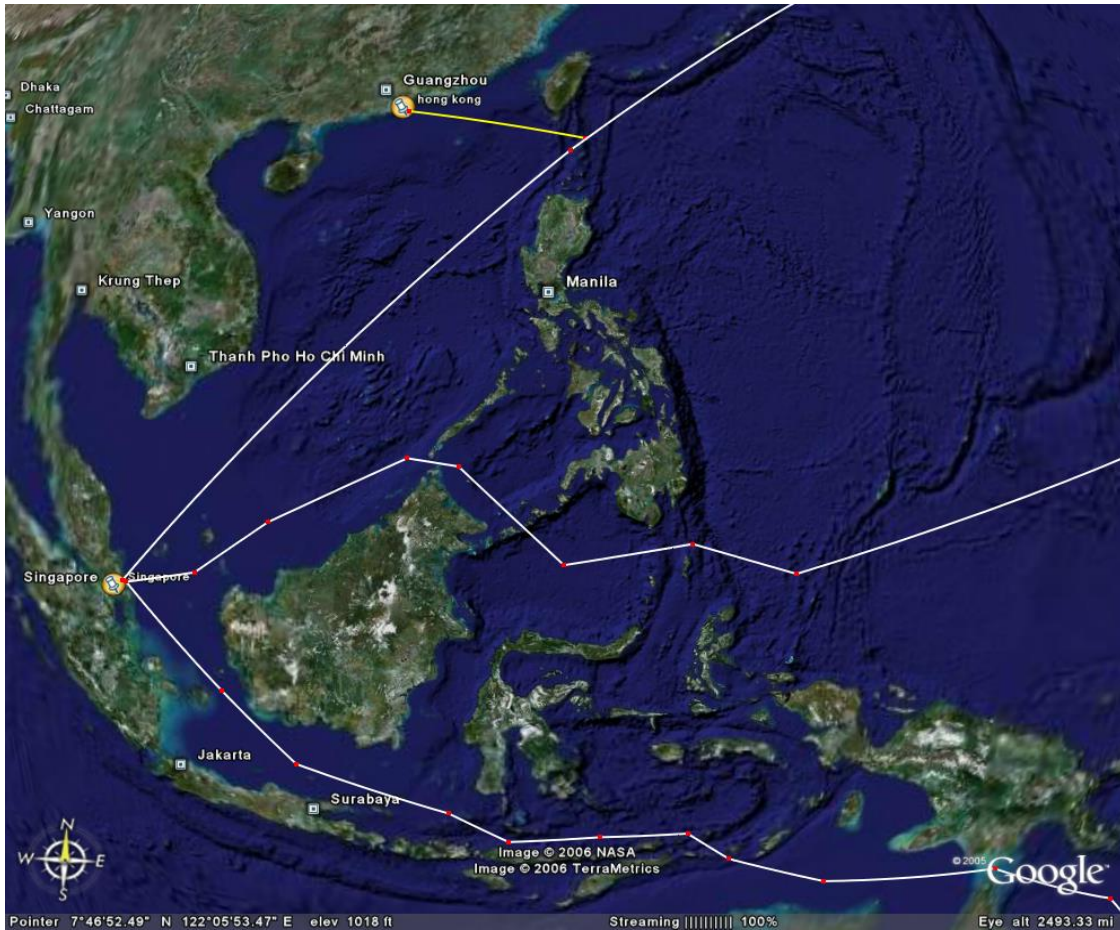 Dhaka
Chattagam
Guangzhou
hong kong
Yangon
Krung Thep
Manila
Thanh Pho Ho Chi Minh
Singapore
Singapore
Jakarta
Surabaya
N
W E
S
Image © 2006 NASA
Image © 2006 TerraMetrics
© 2005 Google™
Pointer 7°46'52.49" N 122°05'53.47" E elev 1018 ft Streaming |||||||||| 100% Eye alt 2493.33 mi